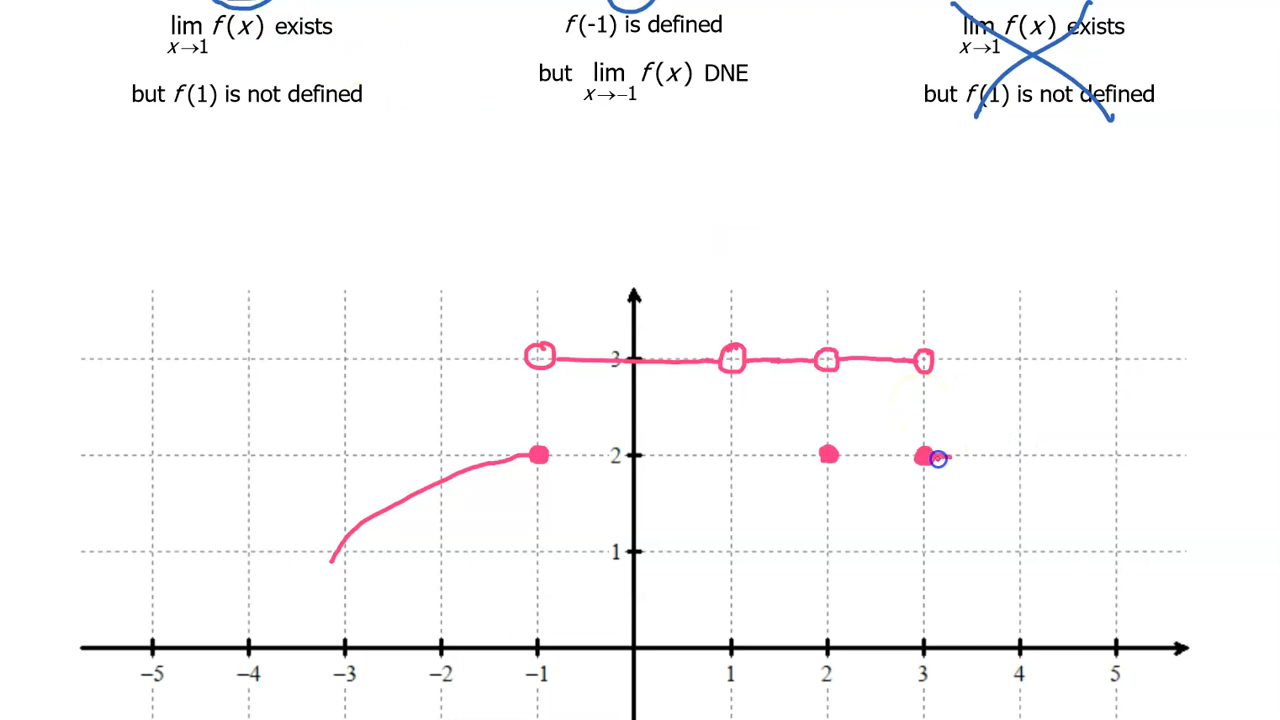 lim f(x) exists
x→1
but f(1) is not defined
f(-1) is defined
but lim f(x) DNE
x→−1
lim f(x) exists
x→1
but f(1) is not defined
3
2
1
−5 −4 −3 −1 1 2 3 4 5